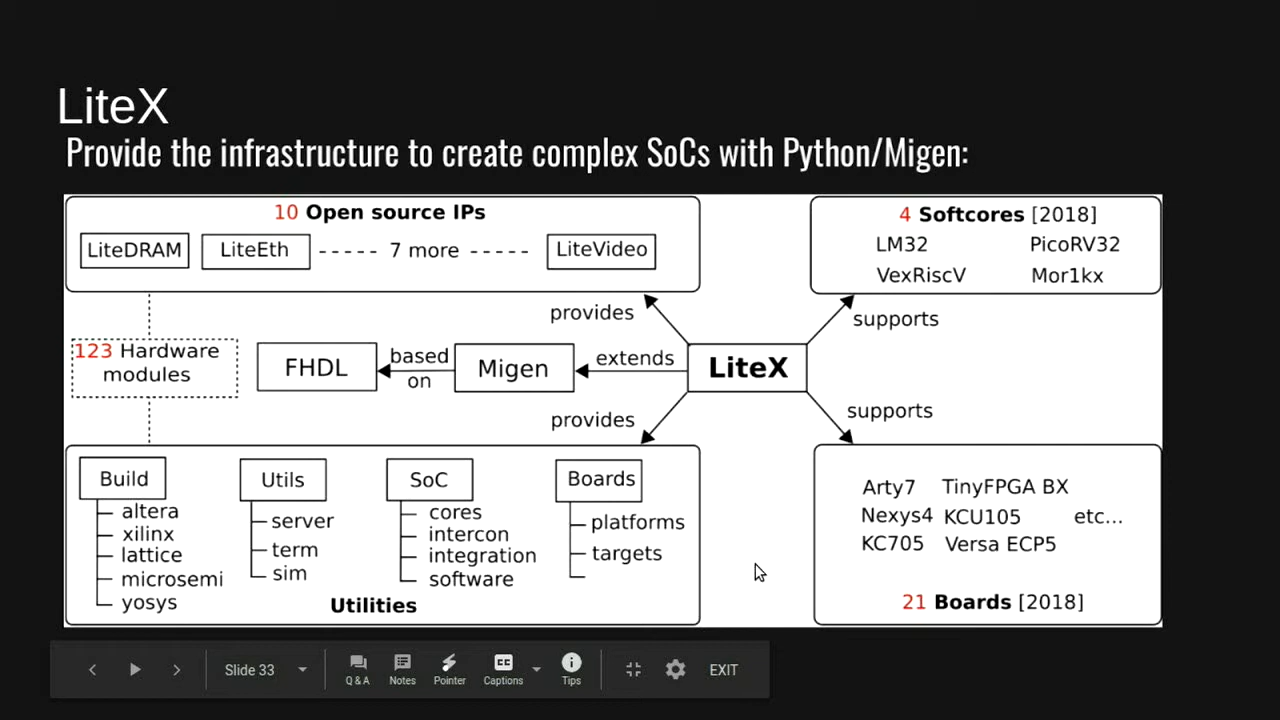 LiteX
Provide the infrastructure to create complex SoCs with Python/Migen:
10 Open source IPs
LiteDRAM
LiteEth
----- 7 more -----
LiteVideo
4 Softcores [2018]
LM32
PicoRV32
VexRiscV
Mor1kx
provides
supports
123 Hardware
modules
FHDL
based
on
Migen
extends
LiteX
provides
supports
Build
altera
xilinx
lattice
microsemi
yosys
Utils
server
term
sim
SoC
cores
intercon
integration
software
Boards
platforms
targets
Utilities
Arty7 TinyFPGA BX
Nexys4 KCU105 etc...
KC705 Versa ECP5
21 Boards [2018]
Slide 33
Q & A
Notes
Pointer
CC
Captions
Tips
EXIT